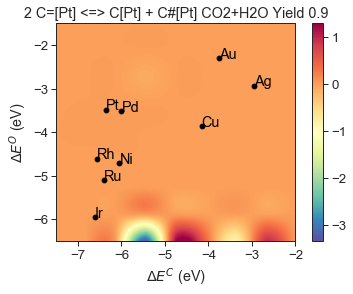 2 C=[Pt] <=> C[Pt] + C#[Pt] CO2+H2O Yield 0.9
−2
−3
−4
−5
−6
ΔE^O (eV)
−7
−6
−5
−4
−3
−2
ΔE^C (eV)
Au
Ag
Pt
Pd
Cu
Rh
Ni
Ru
Ir
1
0
−1
−2
−3